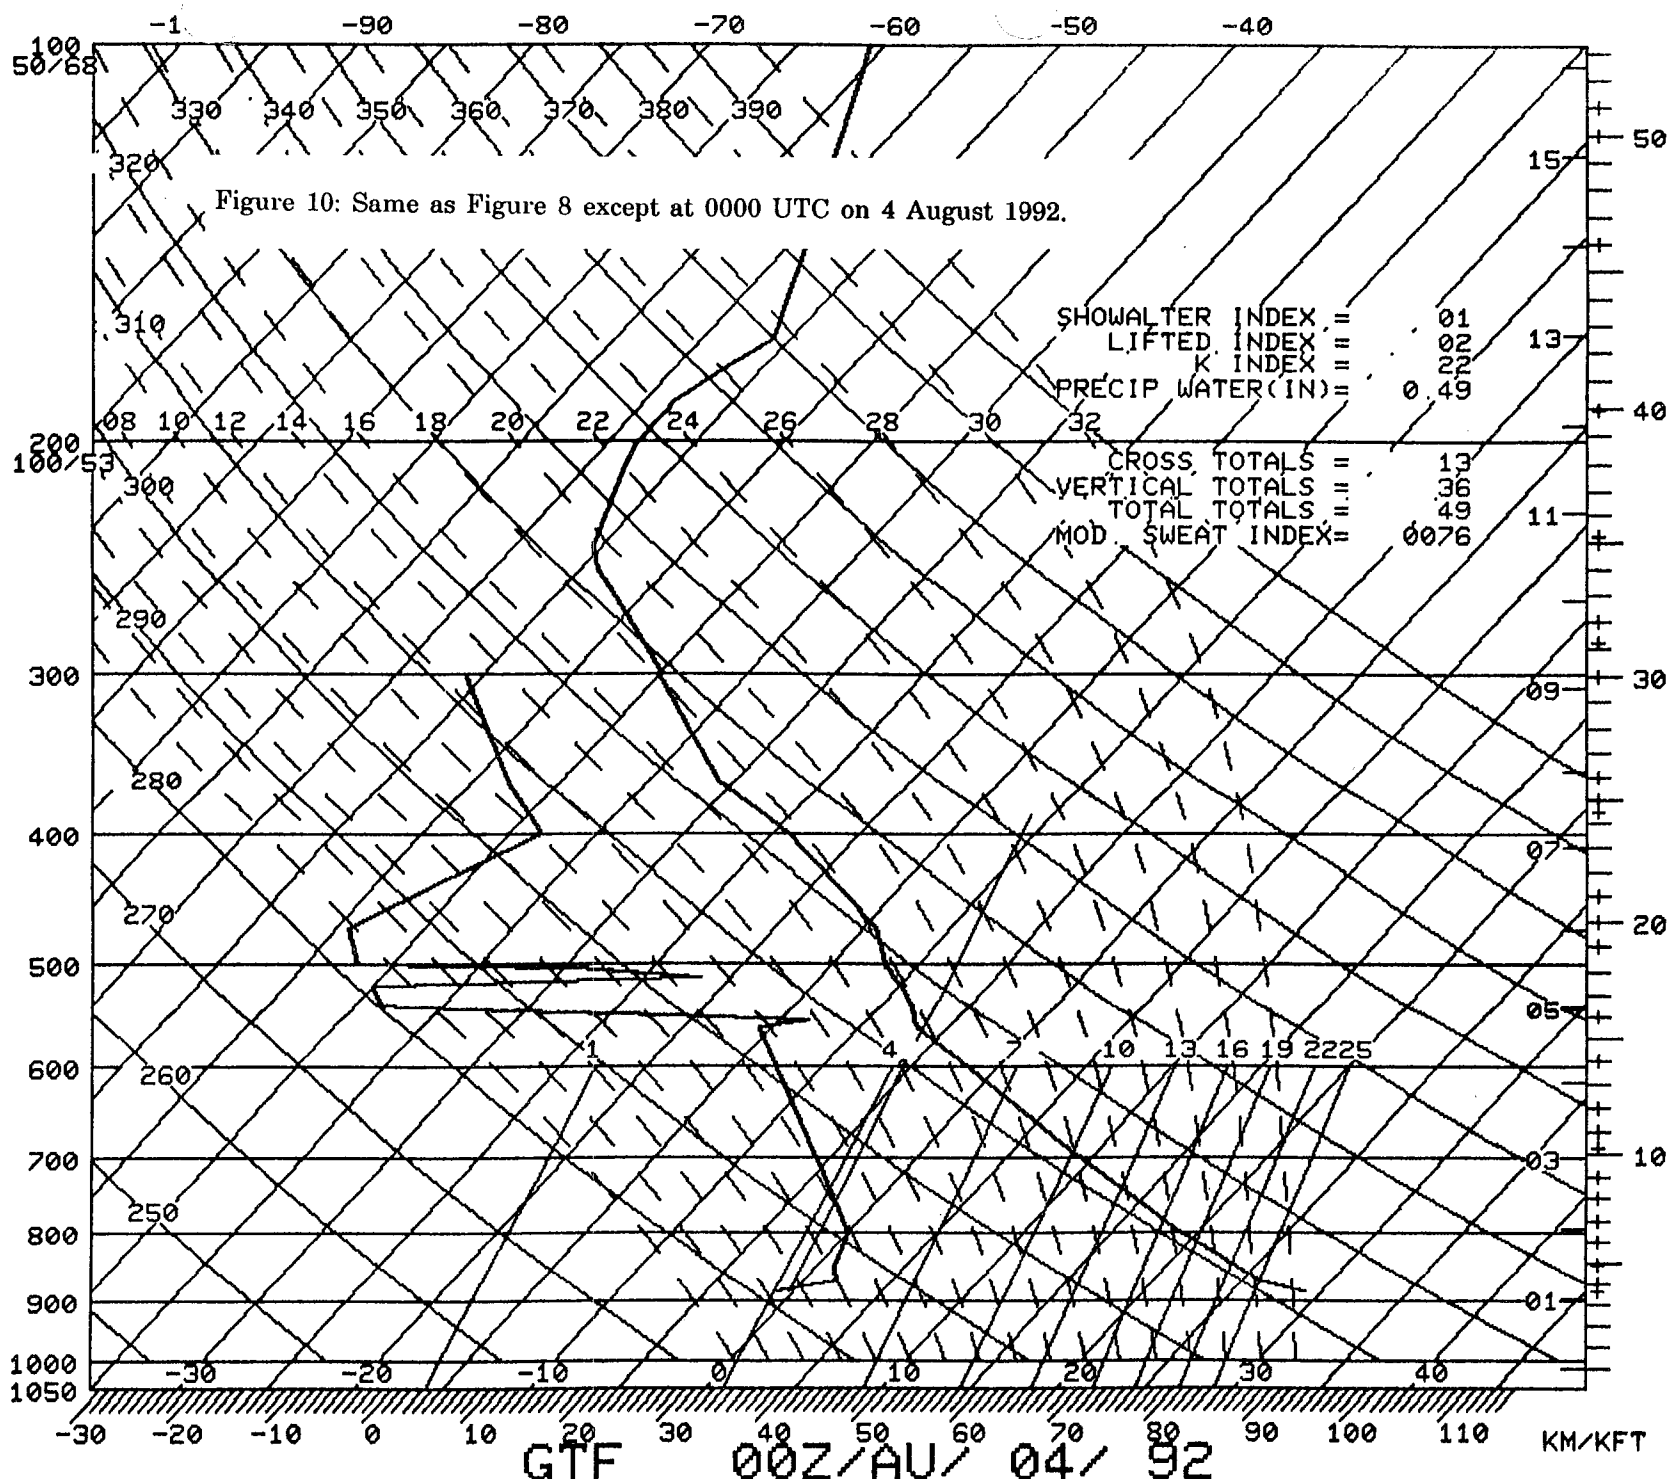 -1 -90 -80 -70 -60 -50 -40
100
50/68
330 340 350 360 370 380 390
50
320
15
Figure 10: Same as Figure 8 except at 0000 UTC on 4 August 1992.
310
SHOWALTER INDEX = 01
LIFTED INDEX = 02
K INDEX = 22
PRECIP WATER(IN)= 0.49
13
40
08 10 12 14 16 18 20 22 24 26 28 30 32
200
100/53
CROSS TOTALS = 13
VERTICAL TOTALS = 36
TOTAL TOTALS = 49
MOD. SWEAT INDEX= 0076
300
11
290
300
09 30
280
400
07
270
20
500
05
1 4 7 10 13 16 19 22 25
600
260
700
03 10
250
800
900
01
1000
-30 -20 -10 0 10 20 30 40
1050
-30 -20 -10 0 10 20 30 40 50 60 70 80 90 100 110
KM/KFT
GTF 00Z/AU/ 04/ 92